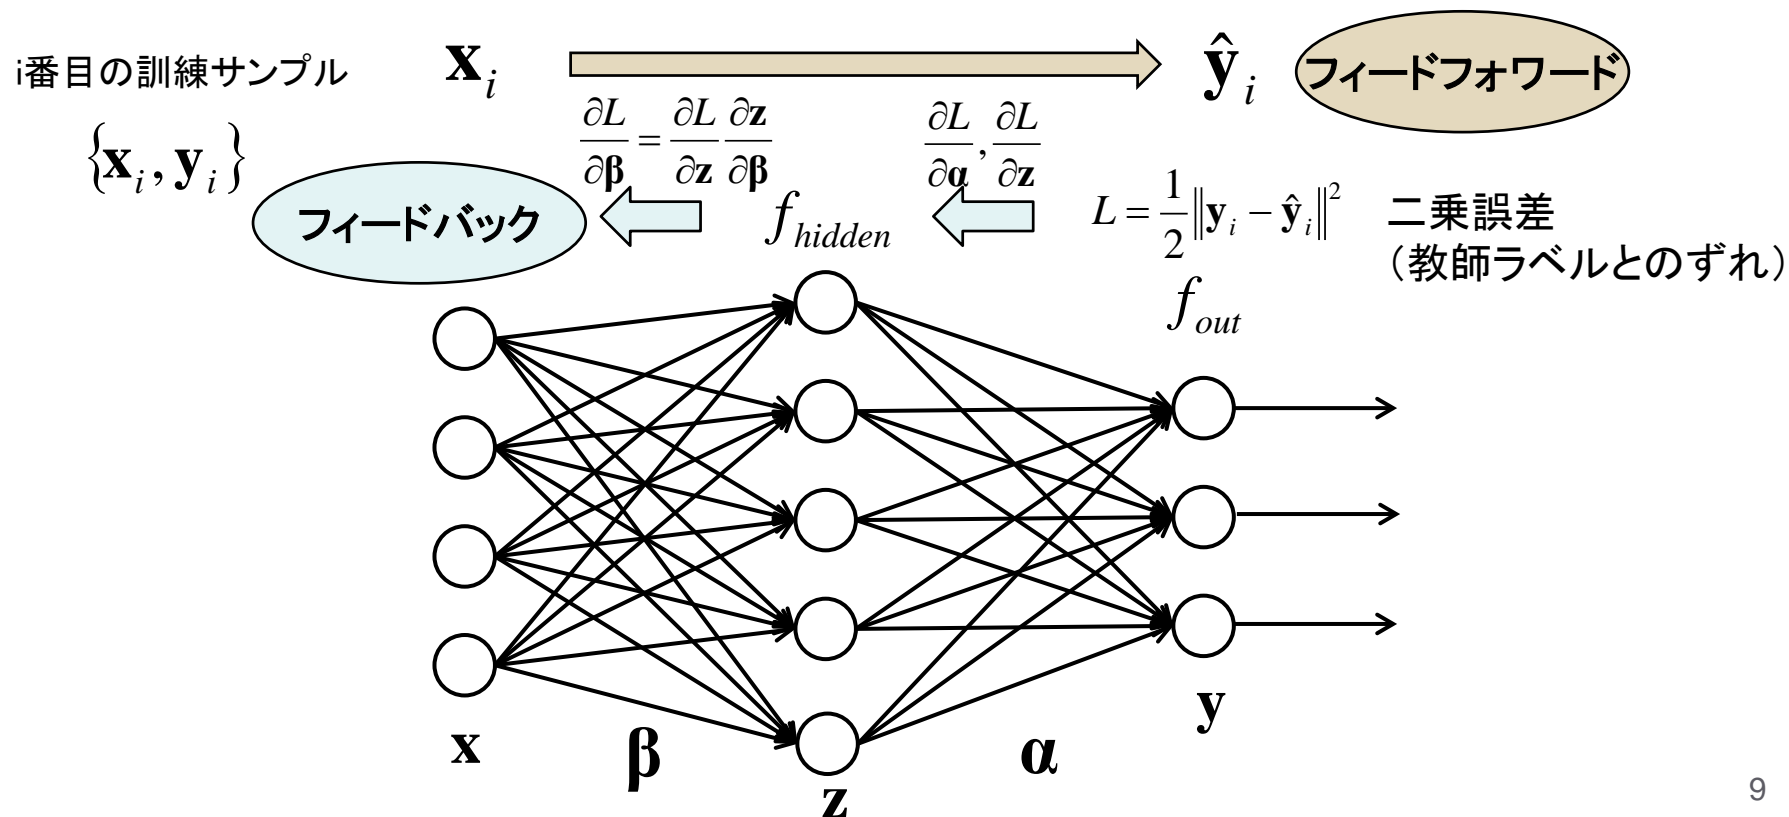 i番目の訓練サンプル
{x_i, y_i}
x_i
ŷ_i
フィードフォワード
フィードバック
∂L/∂β = ∂L/∂z ∂z/∂β
∂L/∂α, ∂L/∂z
f_hidden
L = 1/2 ||y_i − ŷ_i||^2
二乗誤差
（教師ラベルとのずれ）
f_out
x
β
z
α
y
9